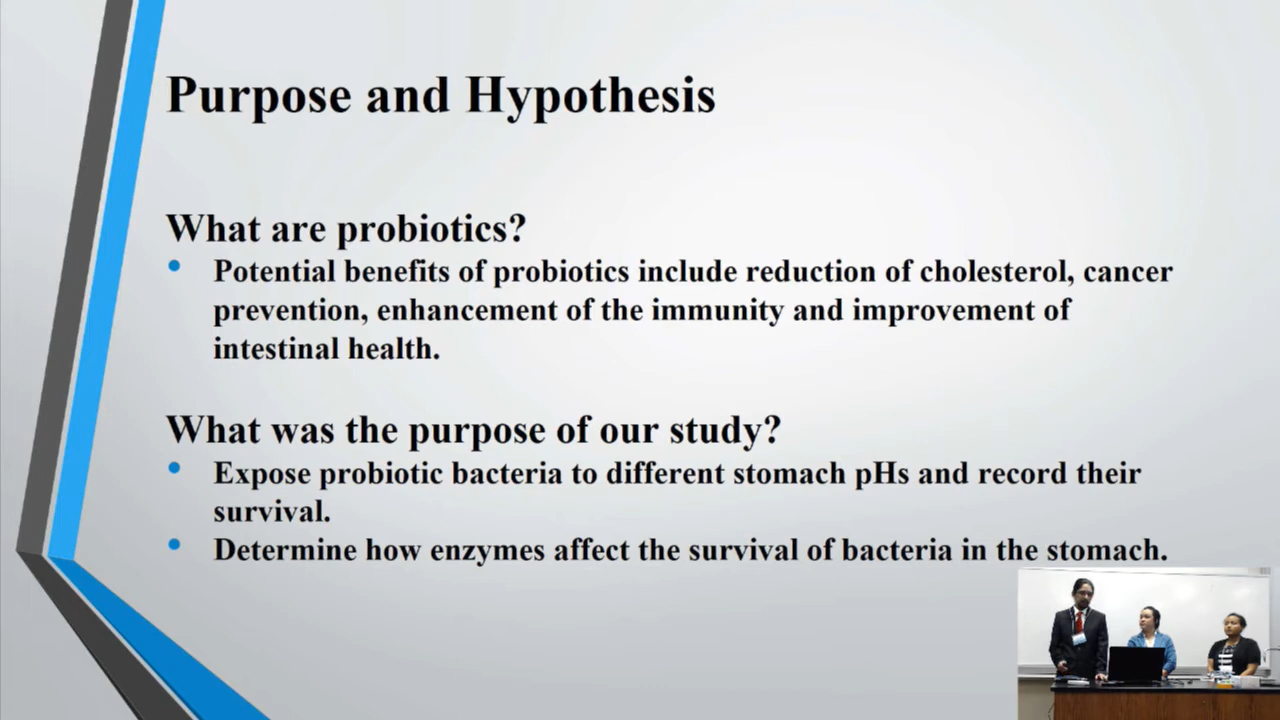 Purpose and Hypothesis
What are probiotics?
• Potential benefits of probiotics include reduction of cholesterol, cancer
prevention, enhancement of the immunity and improvement of
intestinal health.
What was the purpose of our study?
• Expose probiotic bacteria to different stomach pHs and record their
survival.
• Determine how enzymes affect the survival of bacteria in the stomach.